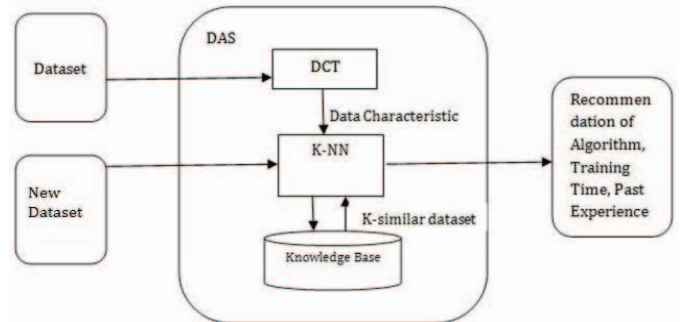 DAS
Dataset
DCT
Data Characteristic
K-NN
New
Dataset
K-similar dataset
Knowledge Base
Recommen
dation of
Algorithm,
Training
Time, Past
Experience